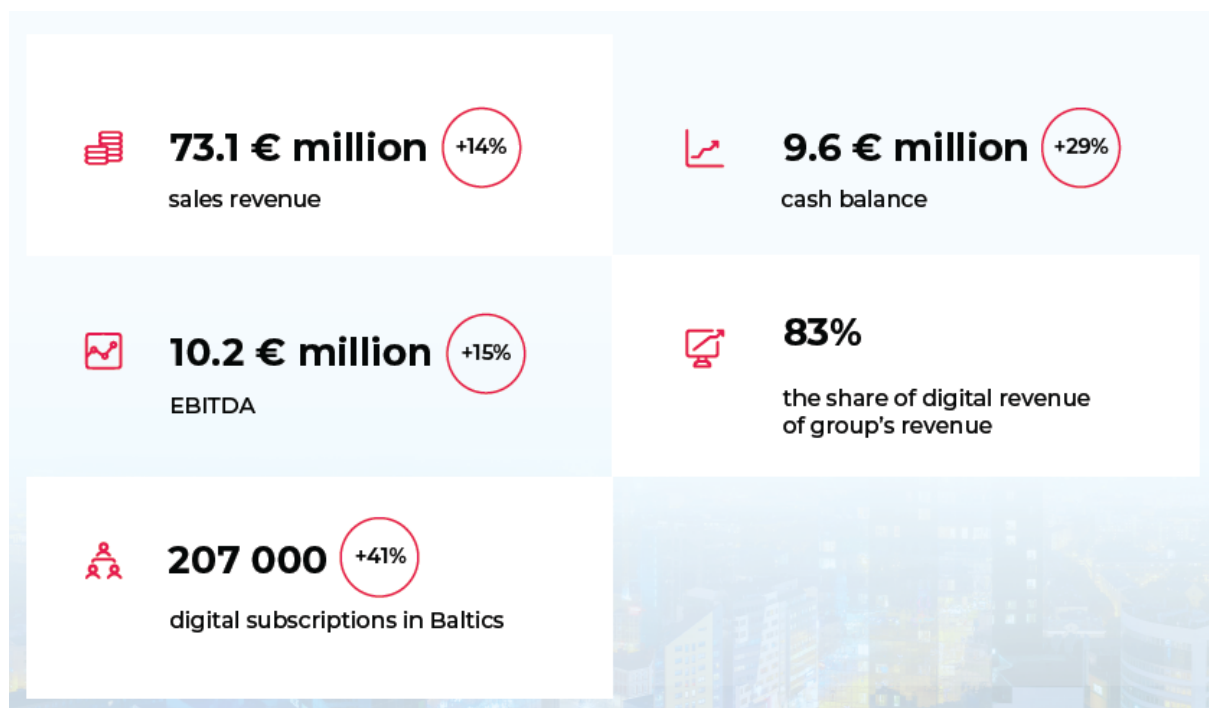 73.1 € million +14%
sales revenue
9.6 € million +29%
cash balance
10.2 € million +15%
EBITDA
83%
the share of digital revenue
of group’s revenue
207 000 +41%
digital subscriptions in Baltics